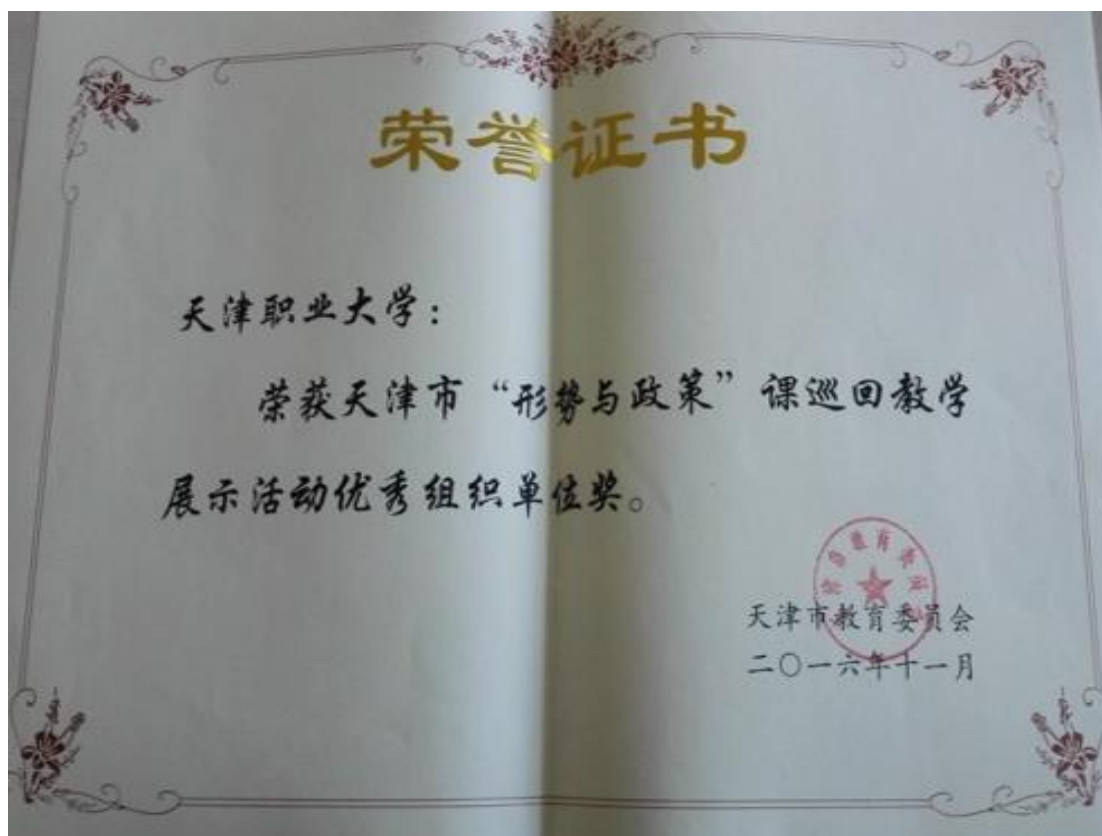 荣誉证书
天津职业大学：
荣获天津市“形势与政策”课巡回教学
展示活动优秀组织单位奖。
天津市教育委员会
二〇一六年十一月